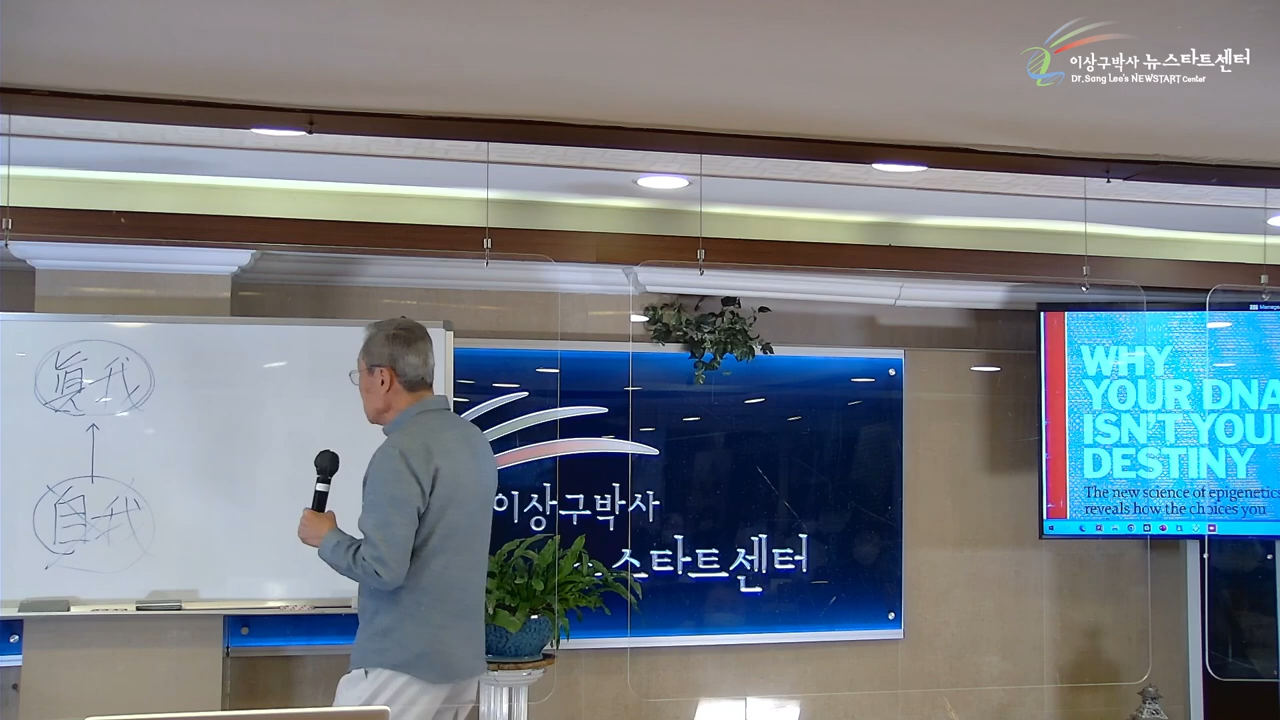 이상구박사 뉴스타트센터
Dr. Sang Lee's NEWSTART Center
眞我
自我
이상구박사
스타트센터
WHY
YOUR DNA
ISN'T YOUR
DESTINY
The new science of epigenetics
reveals how the choices you